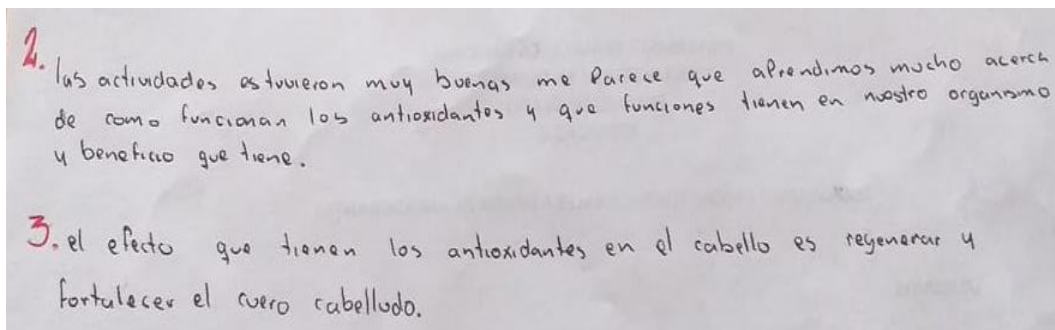 2. las actividades estuvieron muy buenas me Parece que aPrendimos mucho acerca
de como funcionan los antioxidantes y que funciones tienen en nuestro organismo
y beneficio que tiene.
3. el efecto que tienen los antioxidantes en el cabello es regenerar y
fortalecer el cuero cabelludo.